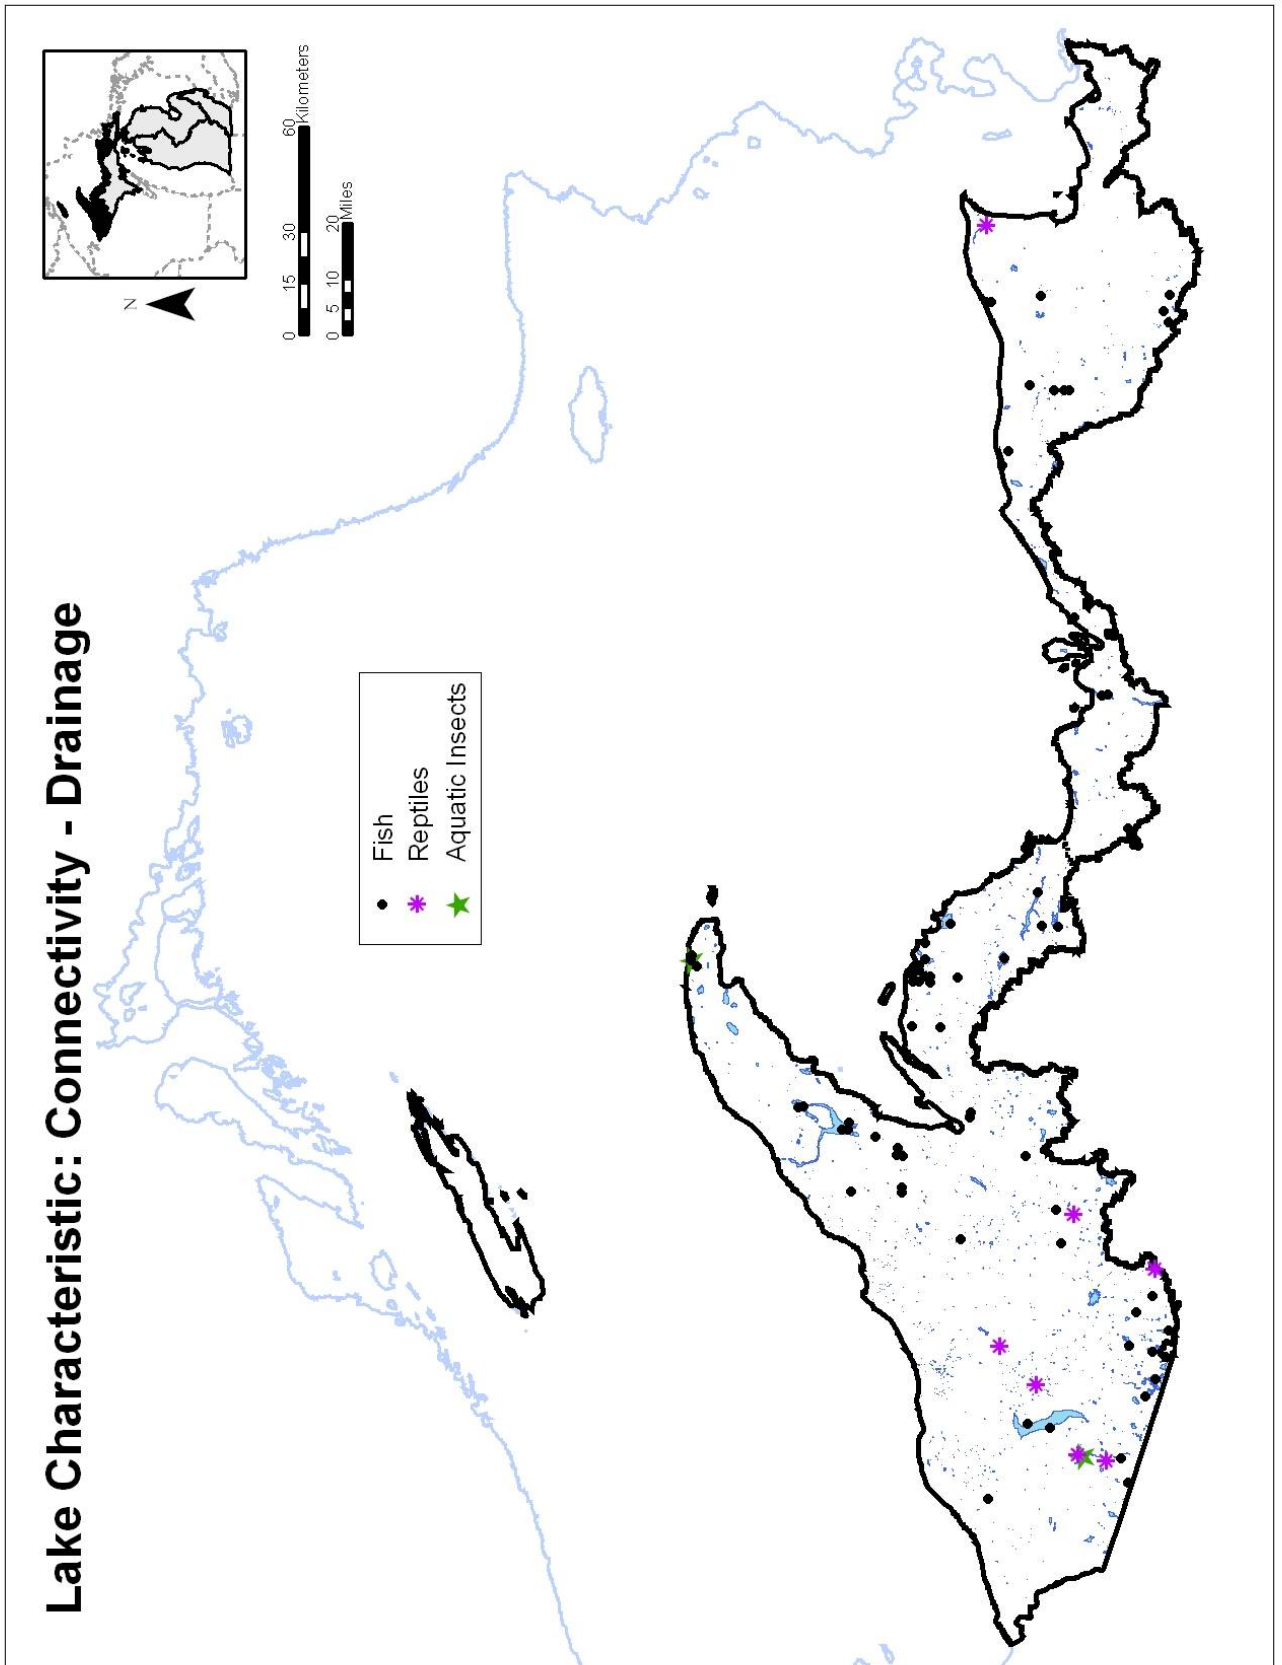 Lake Characteristic: Connectivity - Drainage
Fish
Reptiles
Aquatic Insects
N
0 15 30 60
Kilometers
0 5 10 20
Miles